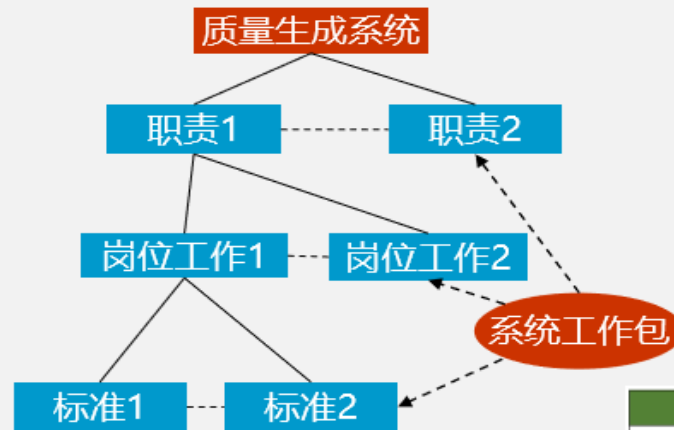 质量生成系统
职责1
职责2
岗位工作1
岗位工作2
系统工作包
标准1
标准2